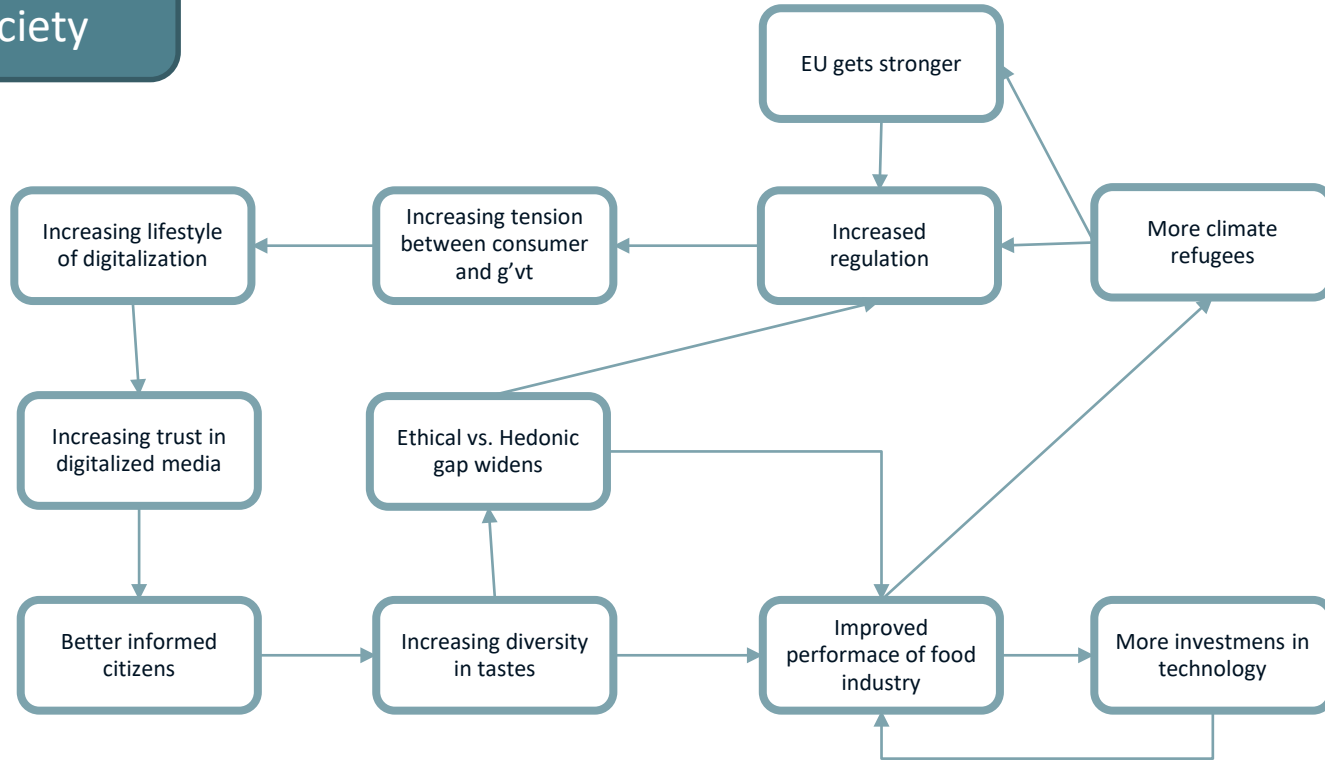 ciety
EU gets stronger
Increasing lifestyle
of digitalization
Increasing tension
between consumer
and g'vt
Increased
regulation
More climate
refugees
Increasing trust in
digitalized media
Ethical vs. Hedonic
gap widens
Better informed
citizens
Increasing diversity
in tastes
Improved
performace of food
industry
More investmens in
technology